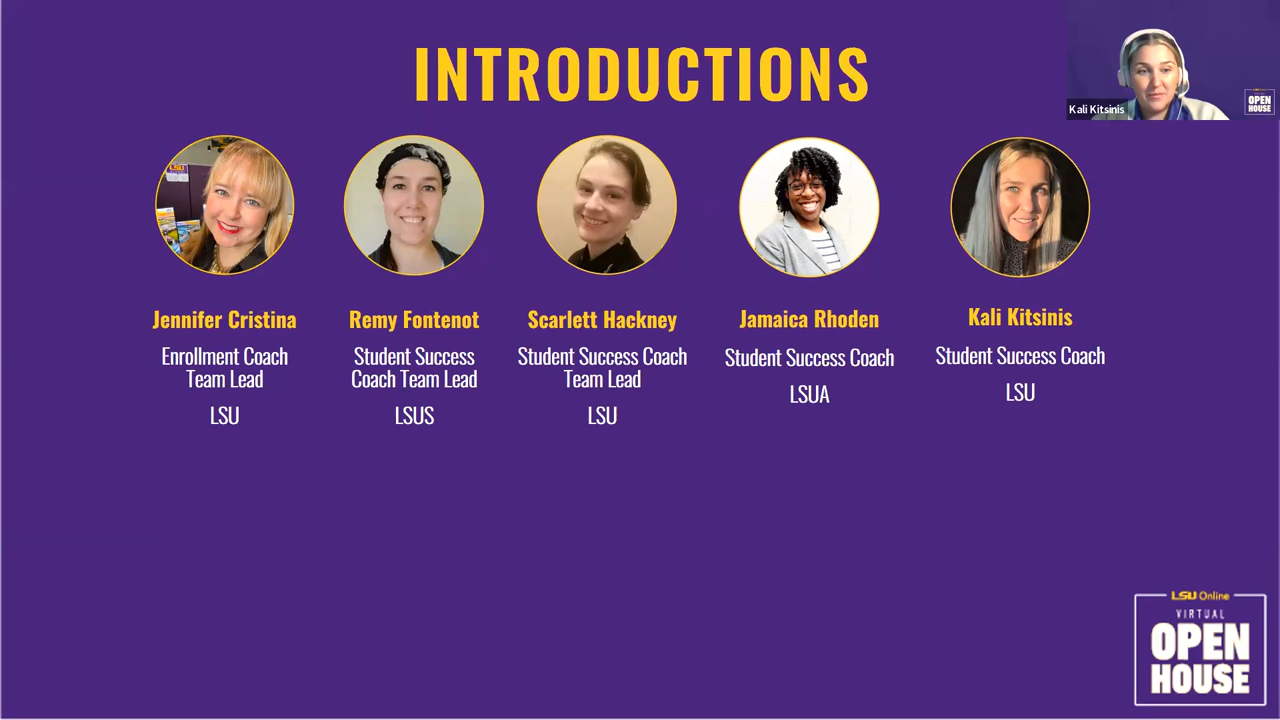 INTRODUCTIONS
Kali Kitsinis
OPEN
HOUSE
LSU
Jennifer Cristina
Enrollment Coach
Team Lead
LSU
Remy Fontenot
Student Success
Coach Team Lead
LSUS
Scarlett Hackney
Student Success Coach
Team Lead
LSU
Jamaica Rhoden
Student Success Coach
LSUA
Kali Kitsinis
Student Success Coach
LSU
LSU Online
VIRTUAL
OPEN
HOUSE